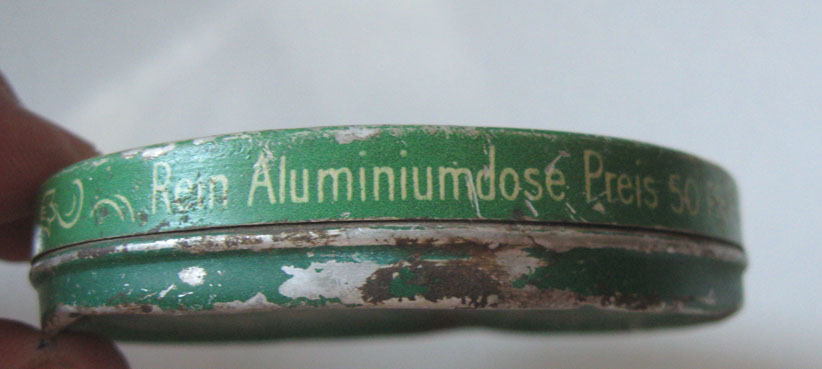 Rein Aluminiumdose Preis 50